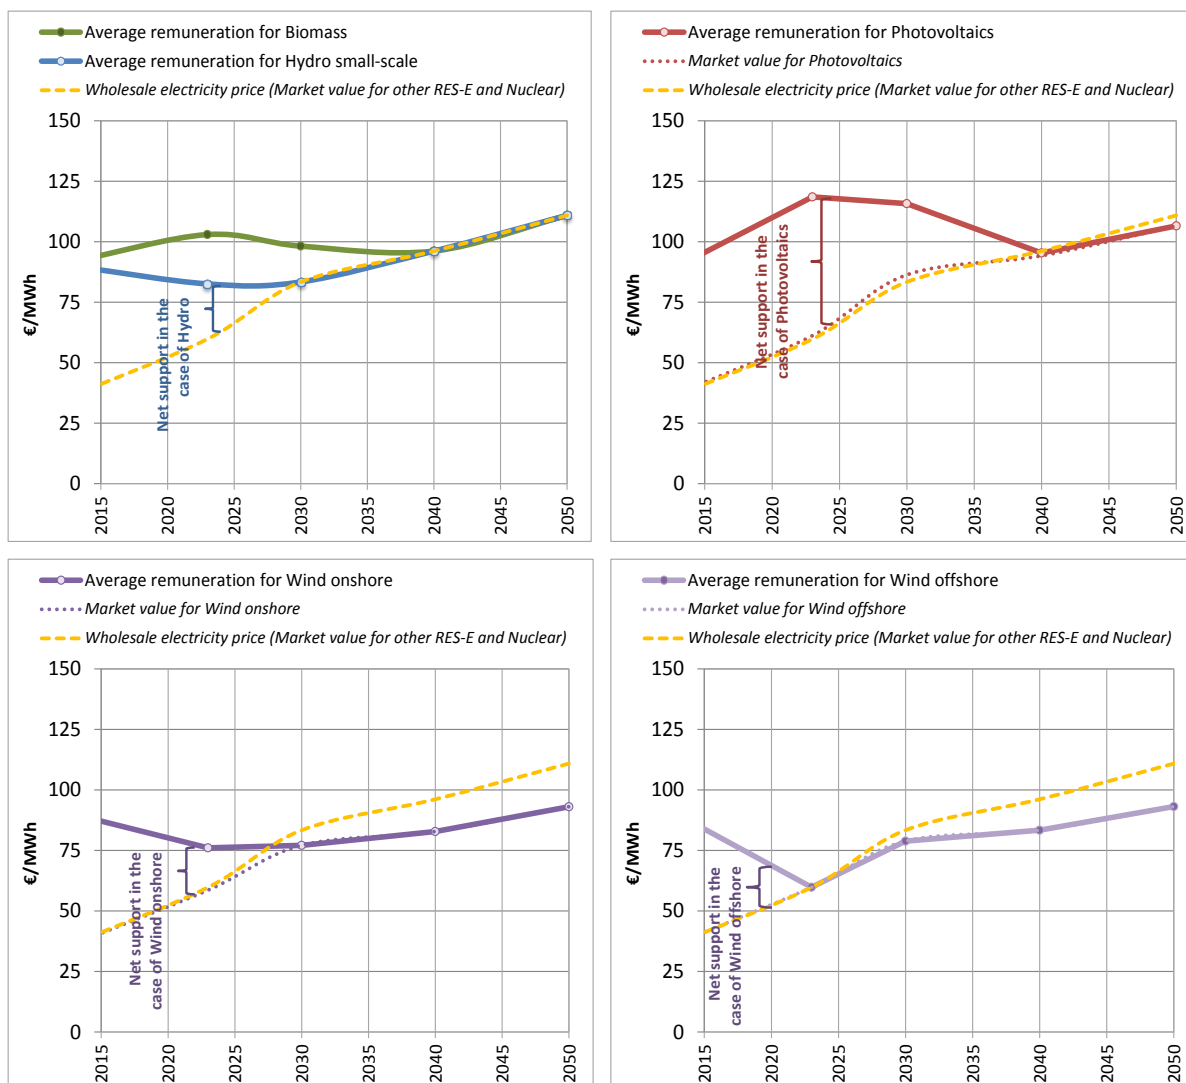 Average remuneration for Biomass
Average remuneration for Hydro small-scale
Wholesale electricity price (Market value for other RES-E and Nuclear)
150
125
100
75
50
25
0
€/MWh
Net support in the
case of Hydro
2015
2020
2025
2030
2035
2040
2045
2050
Average remuneration for Photovoltaics
Market value for Photovoltaics
Wholesale electricity price (Market value for other RES-E and Nuclear)
150
125
100
75
50
25
0
€/MWh
Net support in the
case of Photovoltaics
2015
2020
2025
2030
2035
2040
2045
2050
Average remuneration for Wind onshore
Market value for Wind onshore
Wholesale electricity price (Market value for other RES-E and Nuclear)
150
125
100
75
50
25
0
€/MWh
Net support in the
case of Wind onshore
2015
2020
2025
2030
2035
2040
2045
2050
Average remuneration for Wind offshore
Market value for Wind offshore
Wholesale electricity price (Market value for other RES-E and Nuclear)
150
125
100
75
50
25
0
€/MWh
Net support in the
case of Wind offshore
2015
2020
2025
2030
2035
2040
2045
2050